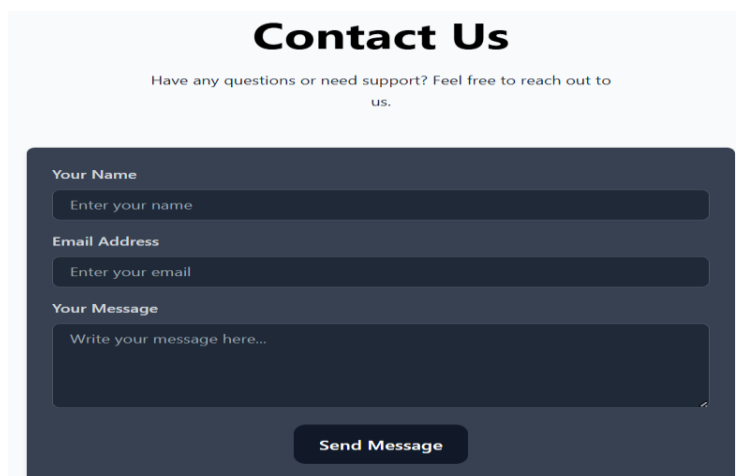 Contact Us
Have any questions or need support? Feel free to reach out to
us.
Your Name
Enter your name
Email Address
Enter your email
Your Message
Write your message here...
Send Message